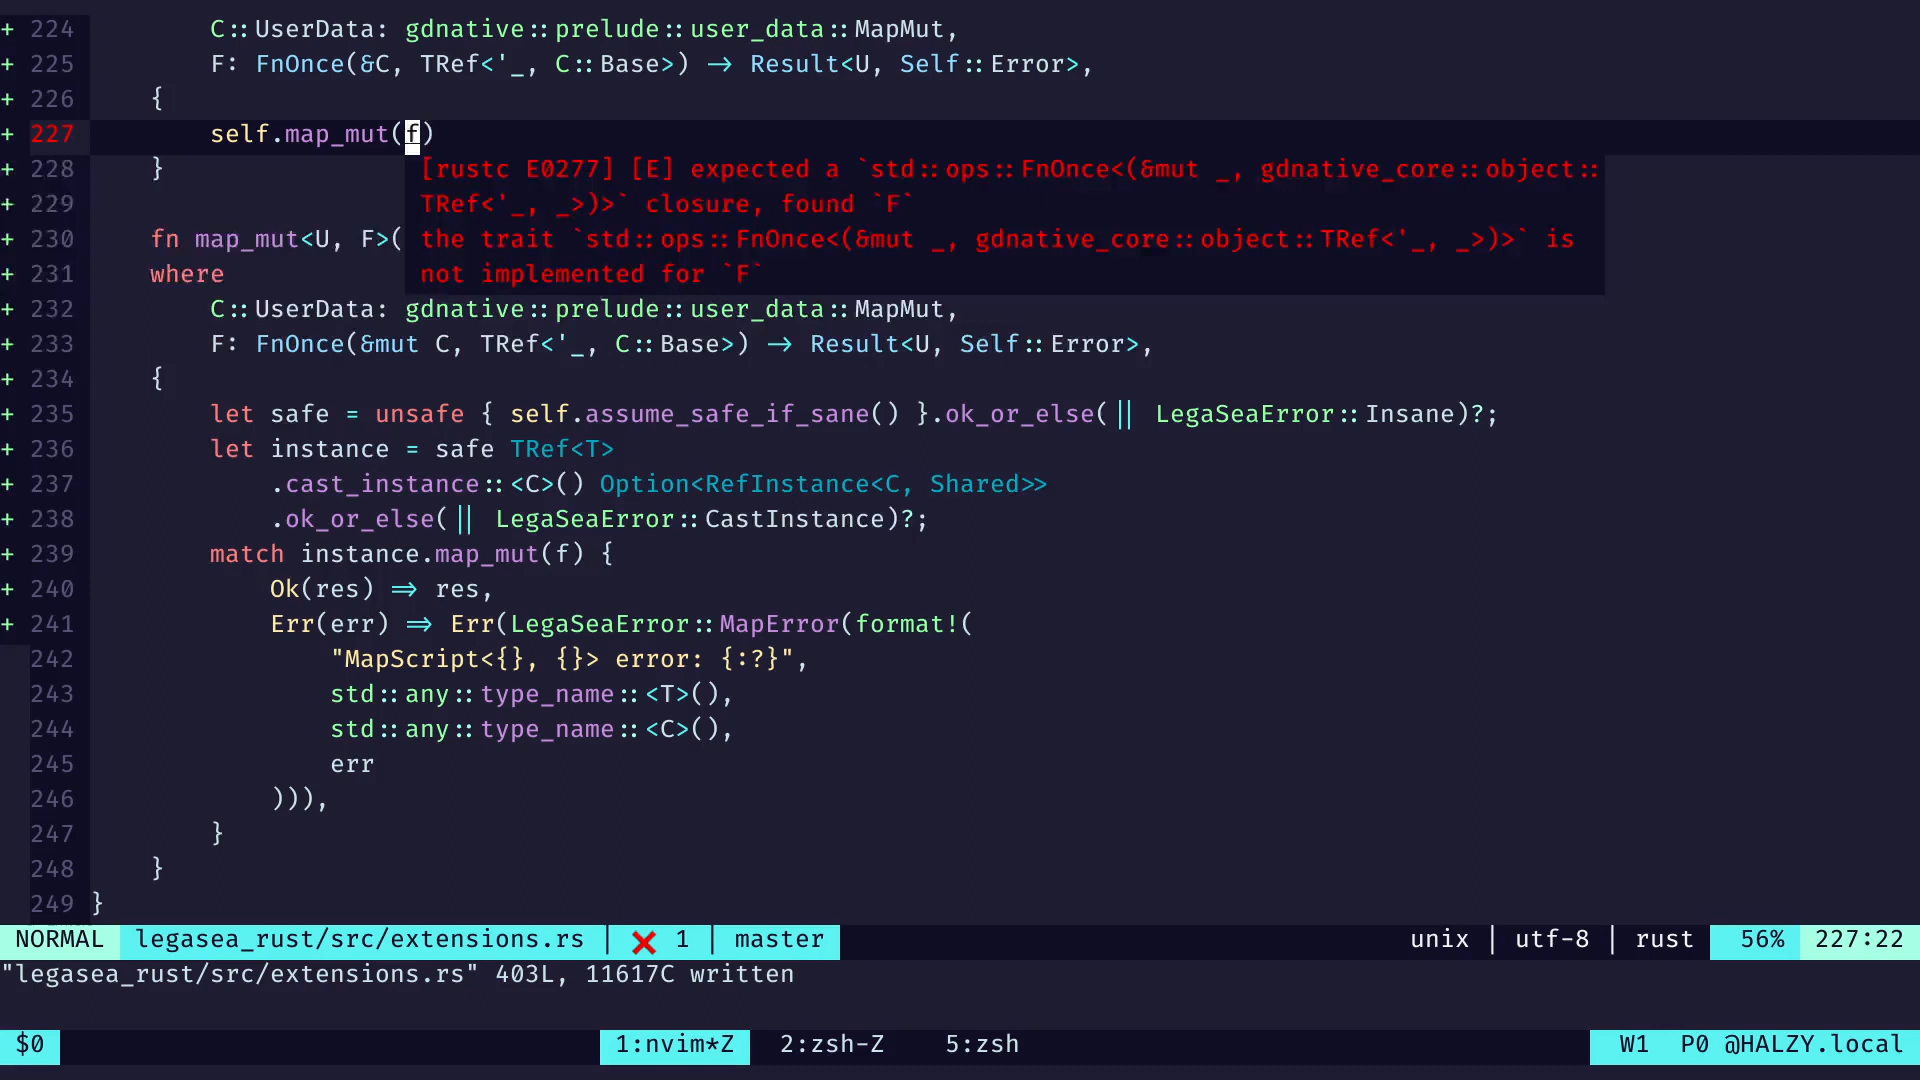 + 224         C::UserData: gdnative::prelude::user_data::MapMut,
+ 225         F: FnOnce(&C, TRef<'_, C::Base>) -> Result<U, Self::Error>,
+ 226     {
+ 227         self.map_mut(f)
+ 228     }
[rustc E0277] [E] expected a `std::ops::FnOnce<(&mut _, gdnative_core::object::
+ 229
TRef<'_, _>)>` closure, found `F`
+ 230     fn map_mut<U, F>(
the trait `std::ops::FnOnce<(&mut _, gdnative_core::object::TRef<'_, _>)>` is
+ 231     where
not implemented for `F`
+ 232         C::UserData: gdnative::prelude::user_data::MapMut,
+ 233         F: FnOnce(&mut C, TRef<'_, C::Base>) -> Result<U, Self::Error>,
+ 234     {
+ 235         let safe = unsafe { self.assume_safe_if_sane() }.ok_or_else(|| LegaSeaError::Insane)?;
+ 236         let instance = safe TRef<T>
+ 237             .cast_instance::<C>() Option<RefInstance<C, Shared>>
+ 238             .ok_or_else(|| LegaSeaError::CastInstance)?;
+ 239         match instance.map_mut(f) {
+ 240             Ok(res) => res,
+ 241             Err(err) => Err(LegaSeaError::MapError(format!(
  242                 "MapScript<{}, {}> error: {:?}",
  243                 std::any::type_name::<T>(),
  244                 std::any::type_name::<C>(),
  245                 err
  246             ))),
  247         }
  248     }
  249 }
NORMAL legasea_rust/src/extensions.rs | ❌ 1 | master unix | utf-8 | rust 56% 227:22
"legasea_rust/src/extensions.rs" 403L, 11617C written
$0 1:nvim*Z 2:zsh-Z 5:zsh W1 P0 @HALZY.local